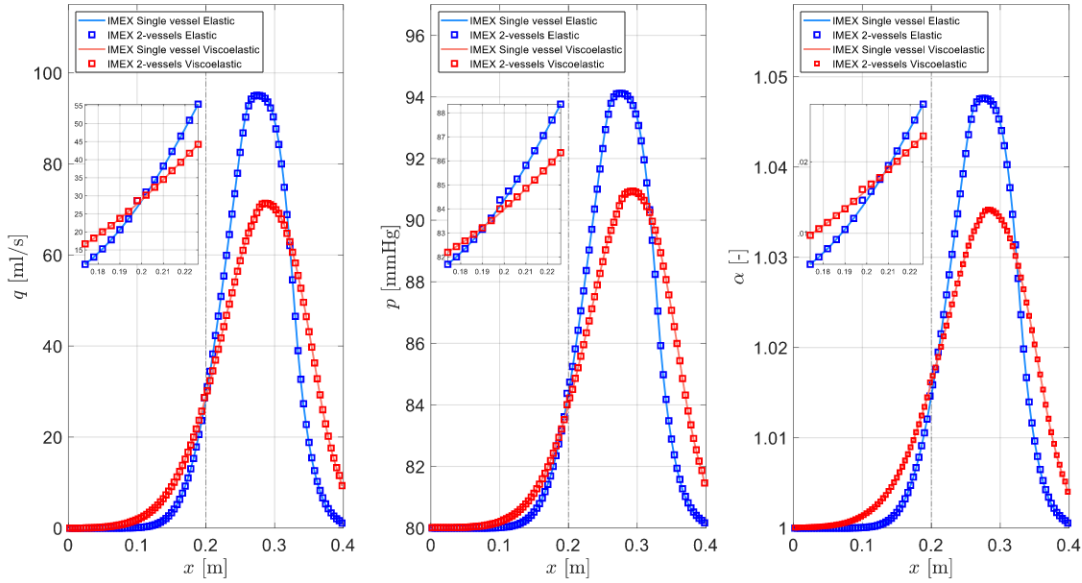 IMEX Single vessel Elastic
IMEX 2-vessels Elastic
IMEX Single vessel Viscoelastic
IMEX 2-vessels Viscoelastic
100
80
60
40
20
0
q [ml/s]
55
50
45
40
35
30
25
20
15
0.18 0.19 0.2 0.21 0.22
0 0.1 0.2 0.3 0.4
x [m]
IMEX Single vessel Elastic
IMEX 2-vessels Elastic
IMEX Single vessel Viscoelastic
IMEX 2-vessels Viscoelastic
96
94
92
90
88
86
84
82
80
p [mmHg]
88
87
86
85
84
83
82
0.18 0.19 0.2 0.21 0.22
0 0.1 0.2 0.3 0.4
x [m]
IMEX Single vessel Elastic
IMEX 2-vessels Elastic
IMEX Single vessel Viscoelastic
IMEX 2-vessels Viscoelastic
1.05
1.04
1.03
1.02
1.01
1
α [-]
.02
.01
0.18 0.19 0.2 0.21 0.22
0 0.1 0.2 0.3 0.4
x [m]